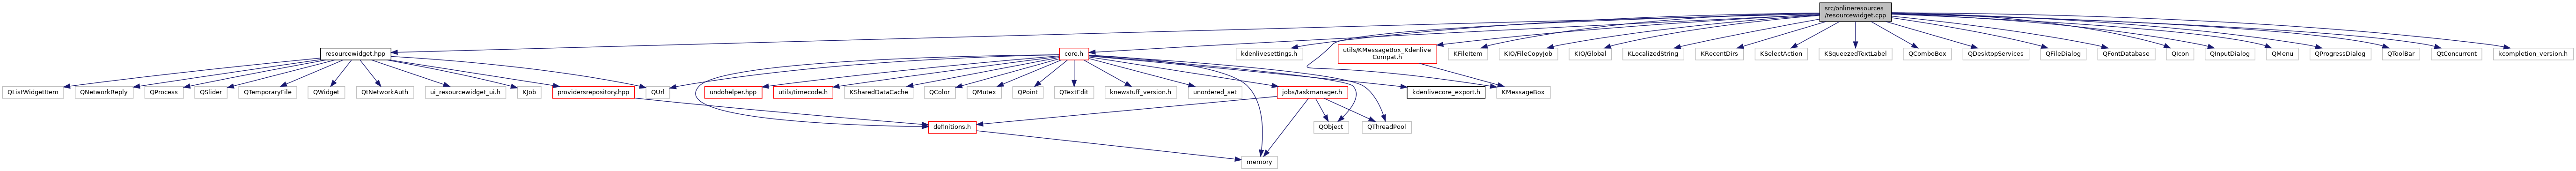 src/onlineresources
/resourcewidget.cpp
resourcewidget.hpp
core.h
kdenlivesettings.h
utils/KMessageBox_Kdenlive
Compat.h
KFileItem
KIO/FileCopyJob
KIO/Global
KLocalizedString
KRecentDirs
KSelectAction
KSqueezedTextLabel
QComboBox
QDesktopServices
QFileDialog
QFontDatabase
QIcon
QInputDialog
QMenu
QProgressDialog
QToolBar
QtConcurrent
kcompletion_version.h
QListWidgetItem
QNetworkReply
QProcess
QSlider
QTemporaryFile
QWidget
QtNetworkAuth
ui_resourcewidget_ui.h
KJob
providersrepository.hpp
QUrl
undohelper.hpp
utils/timecode.h
KSharedDataCache
QColor
QMutex
QPoint
QTextEdit
knewstuff_version.h
unordered_set
jobs/taskmanager.h
kdenlivecore_export.h
KMessageBox
definitions.h
QObject
QThreadPool
memory